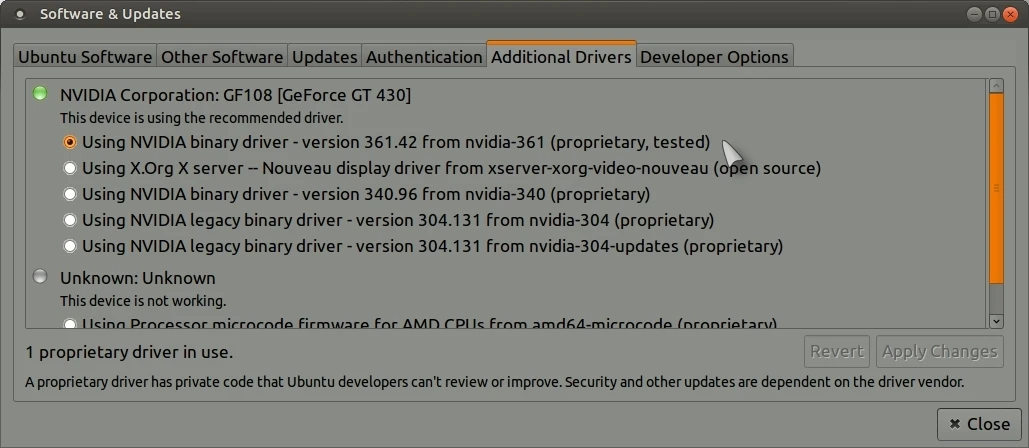 Software & Updates
Ubuntu Software Other Software Updates Authentication Additional Drivers Developer Options
NVIDIA Corporation: GF108 [GeForce GT 430]
This device is using the recommended driver.
Using NVIDIA binary driver - version 361.42 from nvidia-361 (proprietary, tested)
Using X.Org X server -- Nouveau display driver from xserver-xorg-video-nouveau (open source)
Using NVIDIA binary driver - version 340.96 from nvidia-340 (proprietary)
Using NVIDIA legacy binary driver - version 304.131 from nvidia-304 (proprietary)
Using NVIDIA legacy binary driver - version 304.131 from nvidia-304-updates (proprietary)
Unknown: Unknown
This device is not working.
Using Processor microcode firmware for AMD CPUs from amd64-microcode (proprietary)
1 proprietary driver in use.
Revert Apply Changes
A proprietary driver has private code that Ubuntu developers can't review or improve. Security and other updates are dependent on the driver vendor.
Close